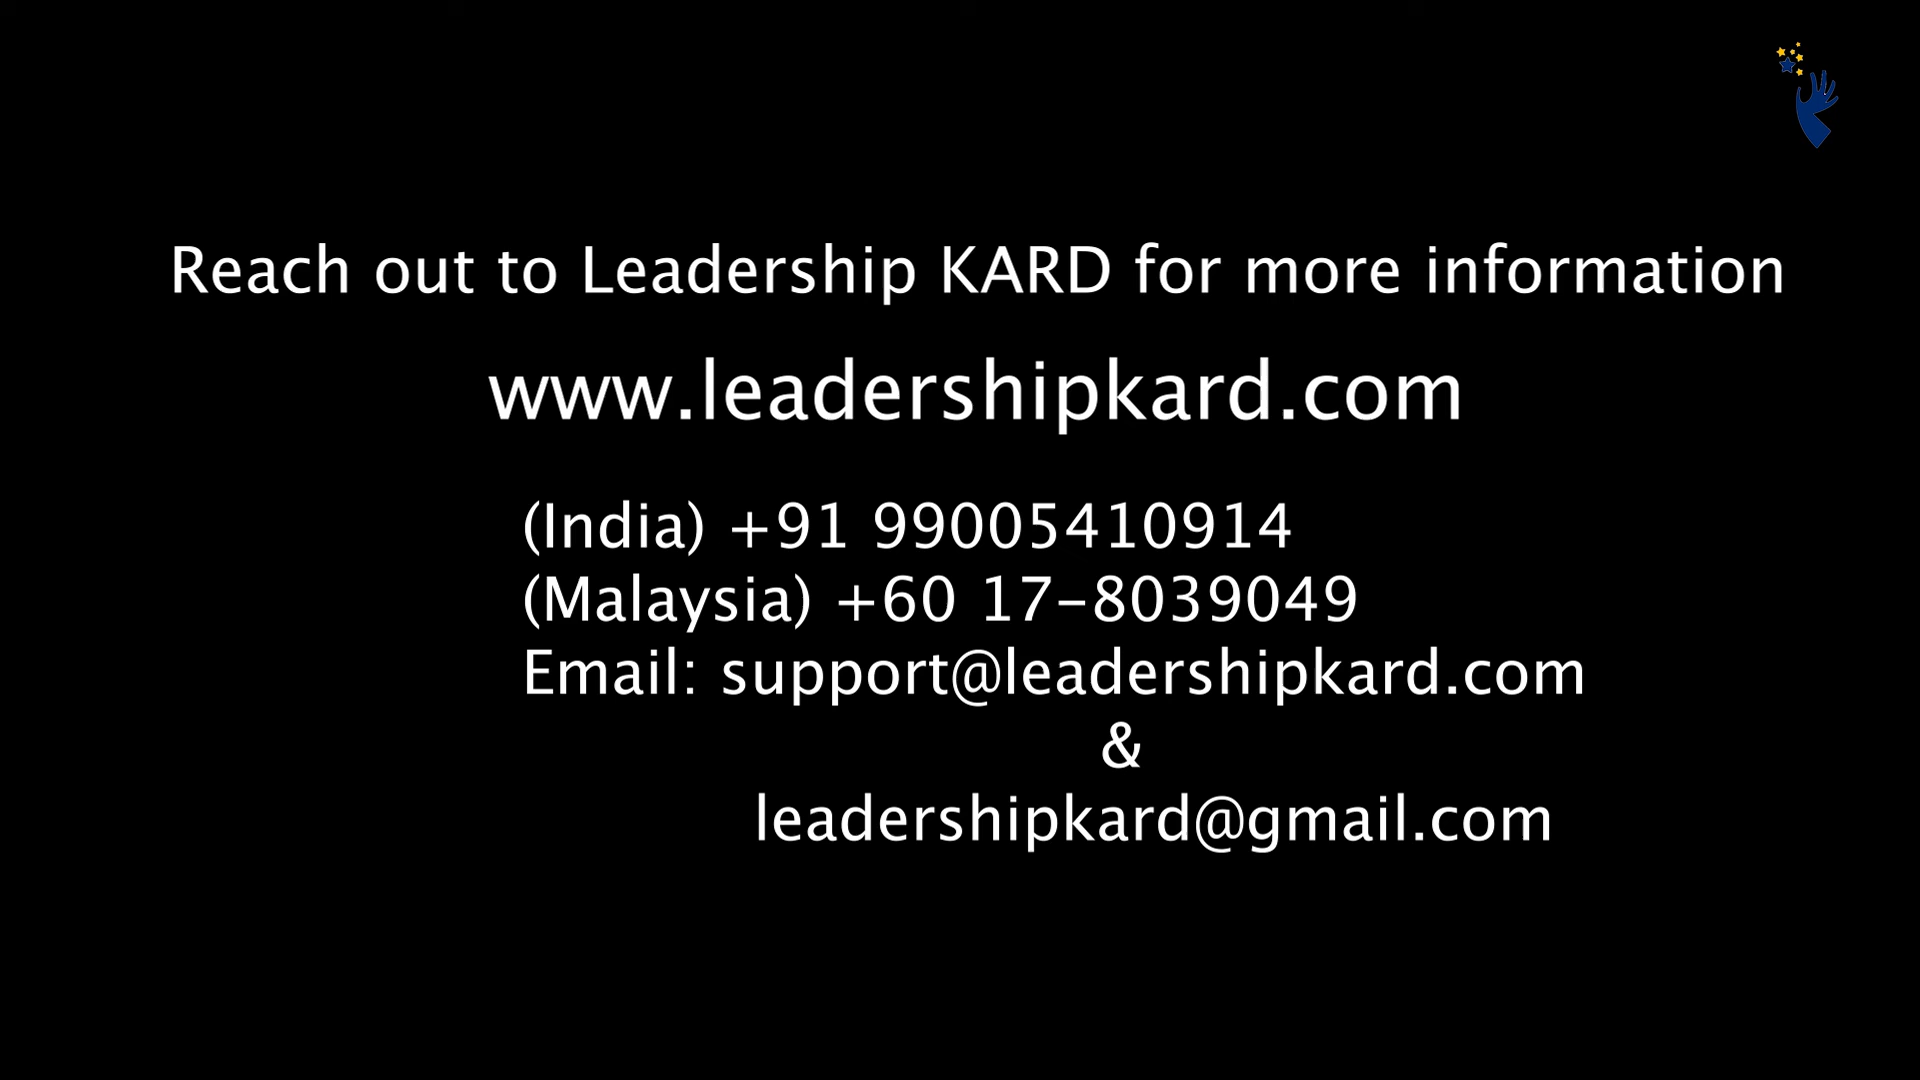 Reach out to Leadership KARD for more information
www.leadershipkard.com
(India) +91 99005410914
(Malaysia) +60 17-8039049
Email: support@leadershipkard.com
&
leadershipkard@gmail.com